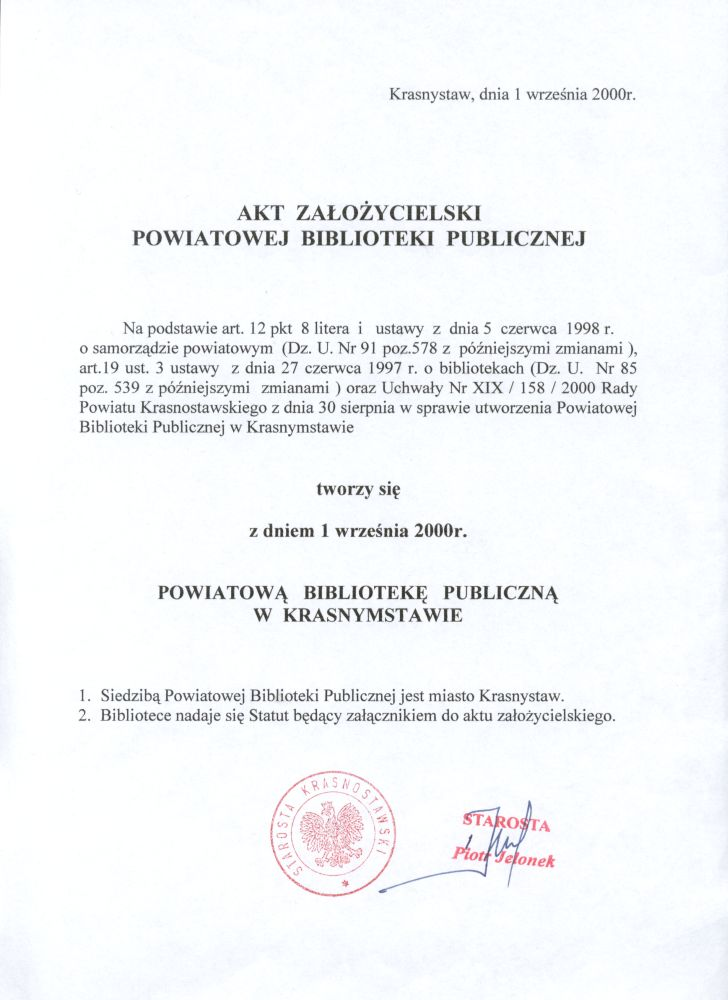 Krasnystaw, dnia 1 września 2000r.
AKT ZAŁOŻYCIELSKI
POWIATOWEJ BIBLIOTEKI PUBLICZNEJ
Na podstawie art. 12 pkt 8 litera i ustawy z dnia 5 czerwca 1998 r.
o samorządzie powiatowym (Dz. U. Nr 91 poz.578 z późniejszymi zmianami ),
art.19 ust. 3 ustawy z dnia 27 czerwca 1997 r. o bibliotekach (Dz. U. Nr 85
poz. 539 z późniejszymi zmianami ) oraz Uchwały Nr XIX / 158 / 2000 Rady
Powiatu Krasnostawskiego z dnia 30 sierpnia w sprawie utworzenia Powiatowej
Biblioteki Publicznej w Krasnymstawie
tworzy się
z dniem 1 września 2000r.
POWIATOWĄ BIBLIOTEKĘ PUBLICZNĄ
W KRASNYMSTAWIE
1. Siedzibą Powiatowej Biblioteki Publicznej jest miasto Krasnystaw.
2. Bibliotece nadaje się Statut będący załącznikiem do aktu założycielskiego.
STAROSTA KRASNOSTAWSKI
*
STAROSTA
Piotr Jelonek